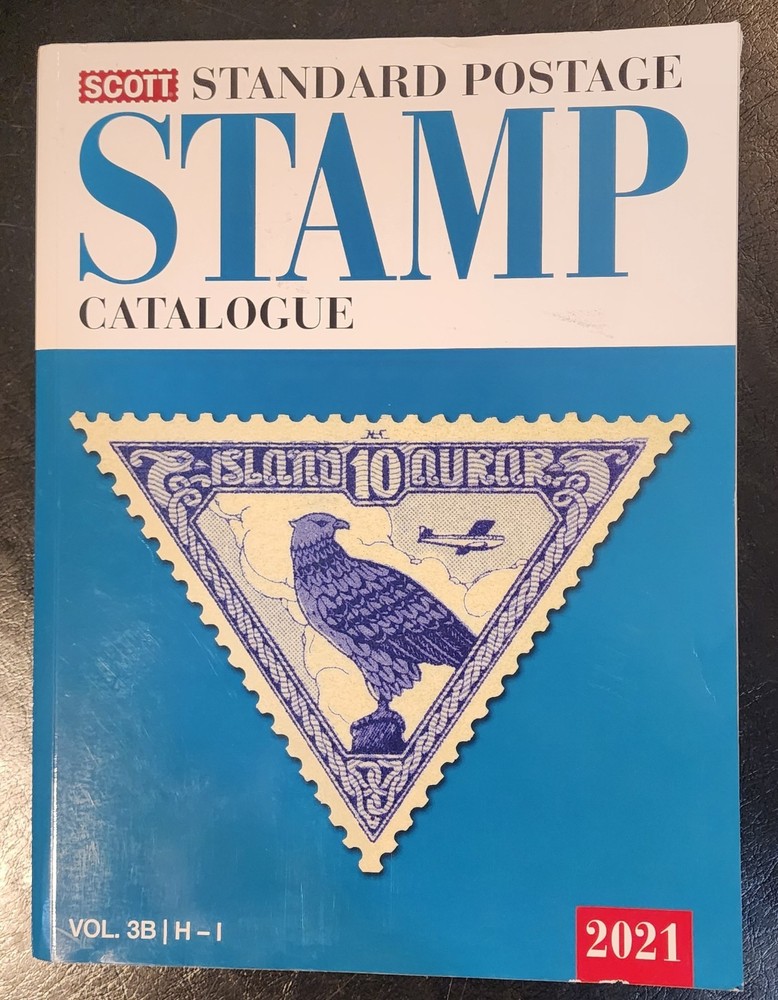 SCOTT STANDARD POSTAGE
STAMP
CATALOGUE
ISLAND 10 AURAR
VOL. 3B | H – I
2021